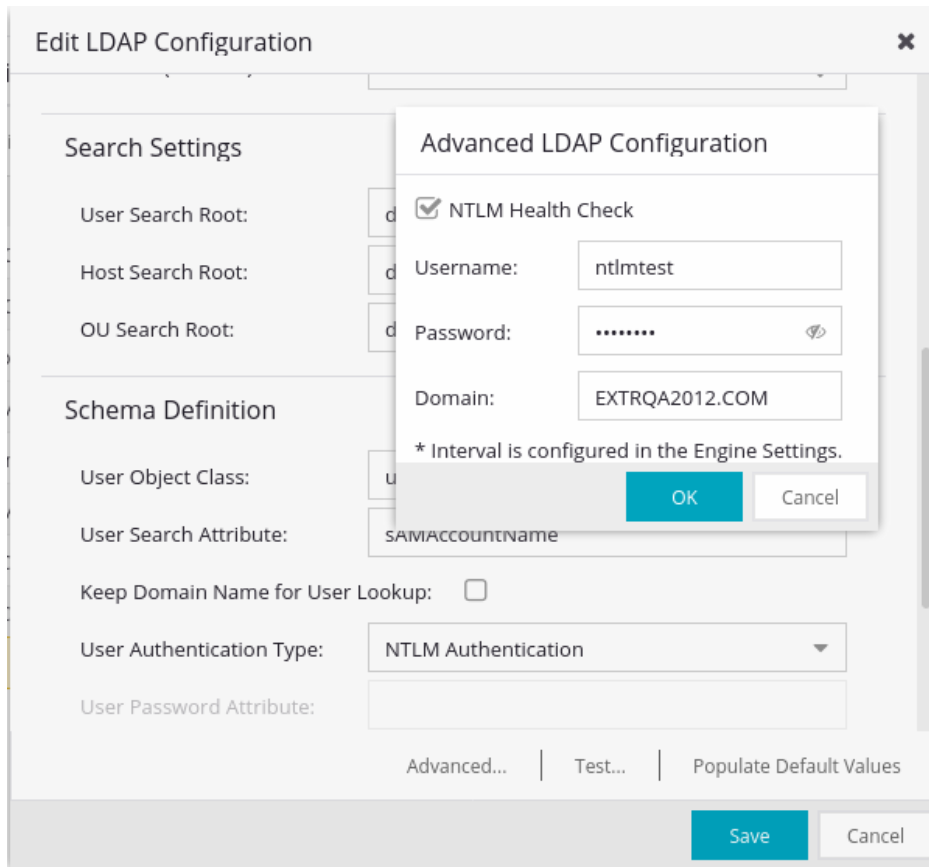 Edit LDAP Configuration
Search Settings
User Search Root:
d
Host Search Root:
d
OU Search Root:
d
Schema Definition
User Object Class:
u
User Search Attribute:
sAMAccountName
Keep Domain Name for User Lookup:
User Authentication Type:
NTLM Authentication
User Password Attribute:
Advanced...
Test...
Populate Default Values
Save
Cancel
Advanced LDAP Configuration
NTLM Health Check
Username:
ntlmtest
Password:
••••••••
Domain:
EXTRQA2012.COM
* Interval is configured in the Engine Settings.
OK
Cancel